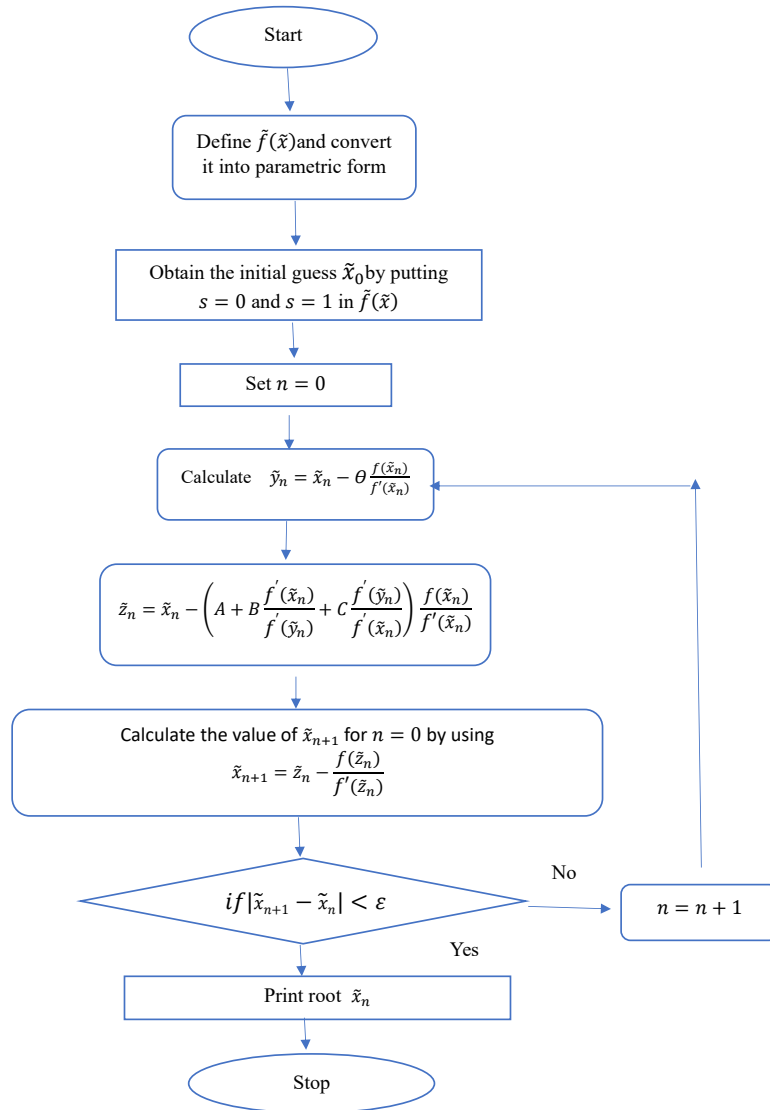 Start
Define f̃(x̃)and convert
it into parametric form
Obtain the initial guess x̃₀by putting
s = 0 and s = 1 in f̃(x̃)
Set n = 0
Calculate ỹₙ = x̃ₙ − θ f(x̃ₙ)/f′(x̃ₙ)
z̃ₙ = x̃ₙ − (A + B f′(x̃ₙ)/f′(ỹₙ) + C f′(ỹₙ)/f′(x̃ₙ)) f(x̃ₙ)/f′(x̃ₙ)
Calculate the value of x̃ₙ₊₁ for n = 0 by using
x̃ₙ₊₁ = z̃ₙ − f(z̃ₙ)/f′(z̃ₙ)
if|x̃ₙ₊₁ − x̃ₙ| < ε
No
n = n + 1
Yes
Print root x̃ₙ
Stop